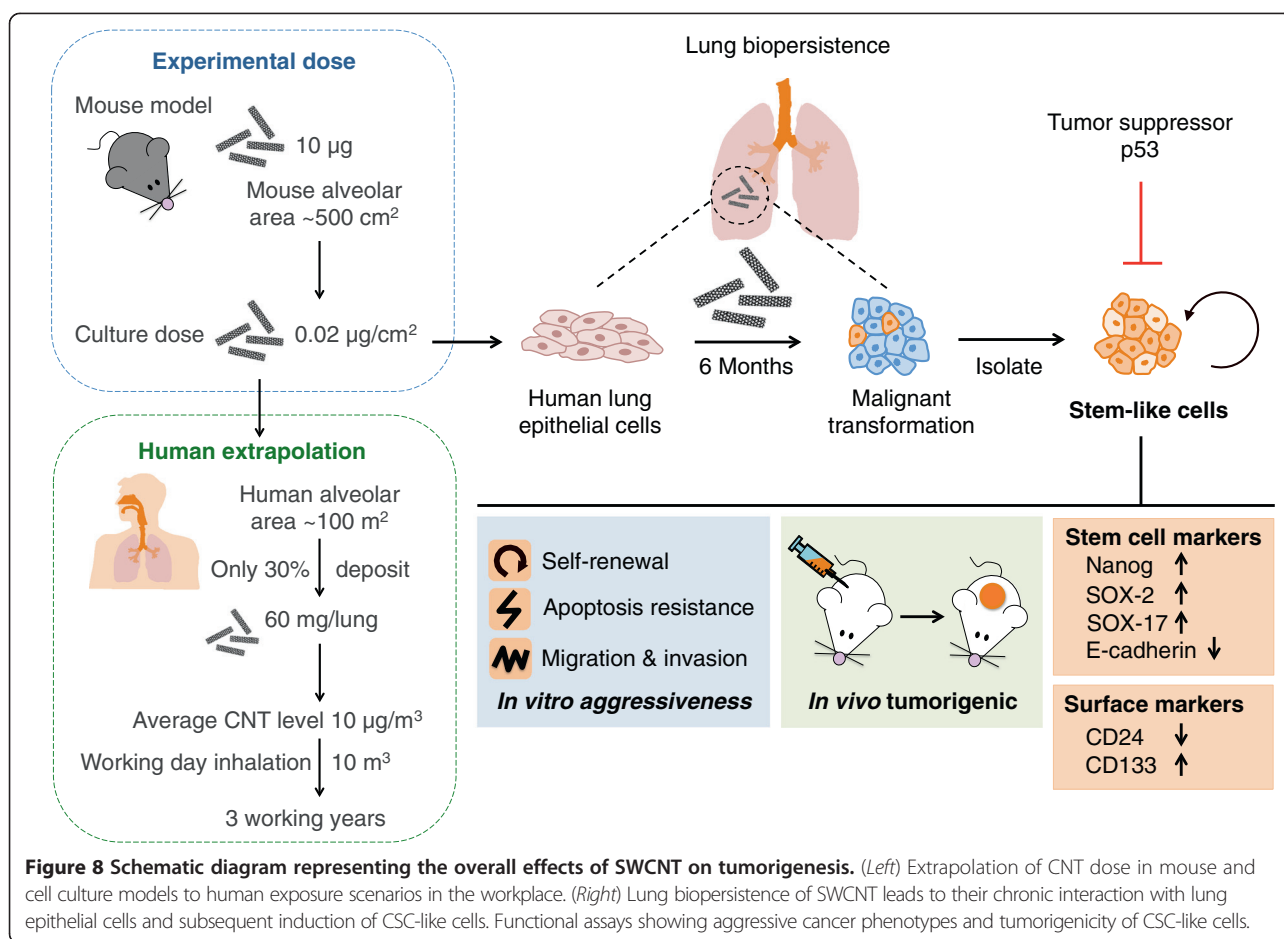 Experimental dose
Mouse model
10 µg
Mouse alveolar
area ~500 cm²
Culture dose
0.02 µg/cm²
Human extrapolation
Human alveolar
area ~100 m²
Only 30% deposit
60 mg/lung
Average CNT level 10 µg/m³
Working day inhalation 10 m³
3 working years
Lung biopersistence
Human lung
epithelial cells
6 Months
Malignant
transformation
Isolate
Tumor suppressor
p53
Stem-like cells
Self-renewal
Apoptosis resistance
Migration & invasion
In vitro aggressiveness
In vivo tumorigenic
Stem cell markers
Nanog ↑
SOX-2 ↑
SOX-17 ↑
E-cadherin ↓
Surface markers
CD24 ↓
CD133 ↑
Figure 8 Schematic diagram representing the overall effects of SWCNT on tumorigenesis. (Left) Extrapolation of CNT dose in mouse and
cell culture models to human exposure scenarios in the workplace. (Right) Lung biopersistence of SWCNT leads to their chronic interaction with lung
epithelial cells and subsequent induction of CSC-like cells. Functional assays showing aggressive cancer phenotypes and tumorigenicity of CSC-like cells.